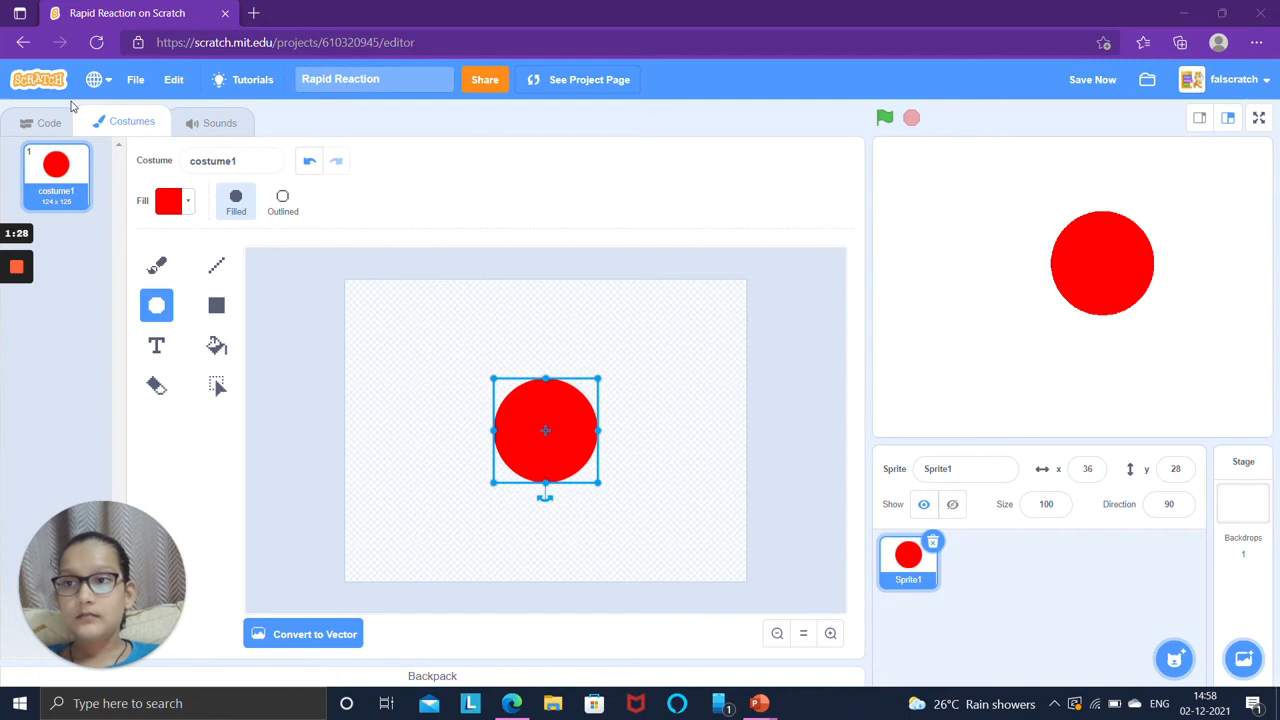 Rapid Reaction on Scratch
https://scratch.mit.edu/projects/610320945/editor
SCRATCH
File
Edit
Tutorials
Rapid Reaction
Share
See Project Page
Save Now
falscratch
Code
Costumes
Sounds
1
costume1
124 x 125
1:28
Costume
costume1
Fill
Filled
Outlined
T
Convert to Vector
Backpack
Sprite
Sprite1
x
36
y
28
Show
Size
100
Direction
90
Sprite1
Stage
Backdrops
1
Type here to search
L
1
26°C Rain showers
ENG
14:58
02-12-2021
1